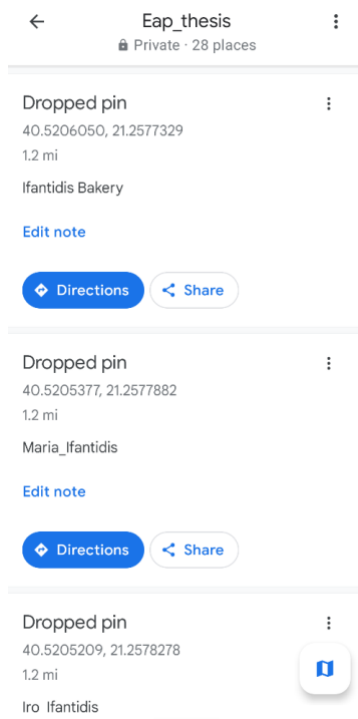 Eap_thesis
Private · 28 places
Dropped pin
40.5206050, 21.2577329
1.2 mi
Ifantidis Bakery
Edit note
Directions Share
Dropped pin
40.5205377, 21.2577882
1.2 mi
Maria_Ifantidis
Edit note
Directions Share
Dropped pin
40.5205209, 21.2578278
1.2 mi
Iro_Ifantidis